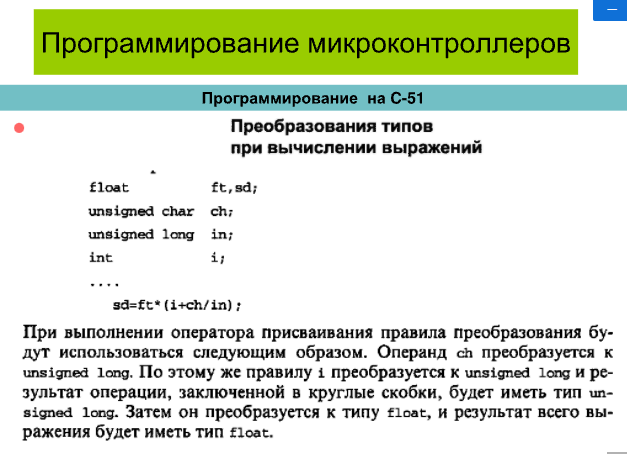 Программирование микроконтроллеров
Программирование на С-51
Преобразования типов
при вычислении выражений
float ft,sd;
unsigned char ch;
unsigned long in;
int i;
....
sd=ft*(i+ch/in);
При выполнении оператора присваивания правила преобразования бу-
дут использоваться следующим образом. Операнд ch преобразуется к
unsigned long. По этому же правилу i преобразуется к unsigned long и ре-
зультат операции, заключенной в круглые скобки, будет иметь тип un-
signed long. Затем он преобразуется к типу float, и результат всего вы-
ражения будет иметь тип float.